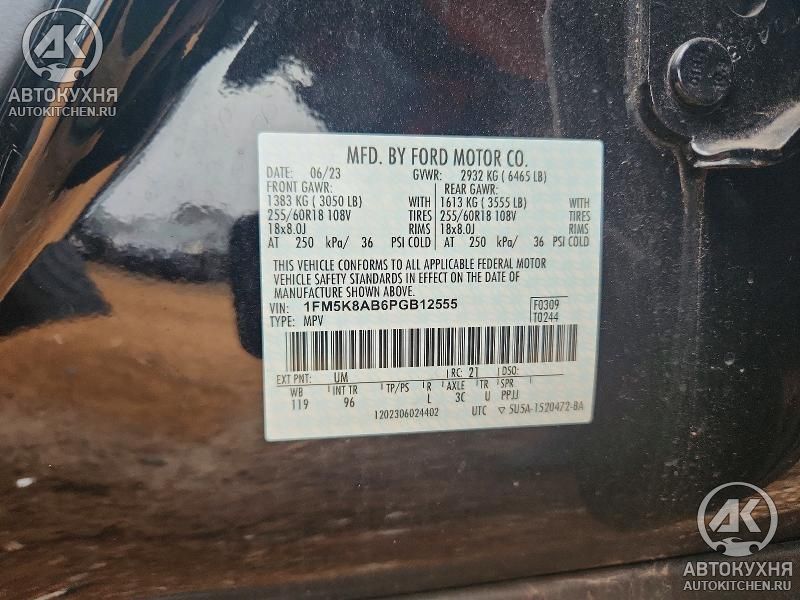 АК
АВТОКУХНЯ
AUTOKITCHEN.RU
MFD. BY FORD MOTOR CO.
DATE: 06/23 GVWR: 2932 KG ( 6465 LB)
FRONT GAWR: REAR GAWR:
1383 KG ( 3050 LB) WITH 1613 KG ( 3555 LB) WITH
255/60R18 108V TIRES 255/60R18 108V TIRES
18x8.0J RIMS 18x8.0J RIMS
AT 250 kPa/ 36 PSI COLD AT 250 kPa/ 36 PSI COLD
THIS VEHICLE CONFORMS TO ALL APPLICABLE FEDERAL MOTOR
VEHICLE SAFETY STANDARDS IN EFFECT ON THE DATE OF
MANUFACTURE SHOWN ABOVE.
VIN: 1FM5K8AB6PGB12555 F0309
TYPE: MPV T0244
EXT PNT: UM RC: 21 DSO:
WB INT TR TP/PS R AXLE TR SPR
119 96 L 3C U PPJJ
1202306024402 UTC ▽ 5U5A-1520472-BA
АК
АВТОКУХНЯ
AUTOKITCHEN.RU